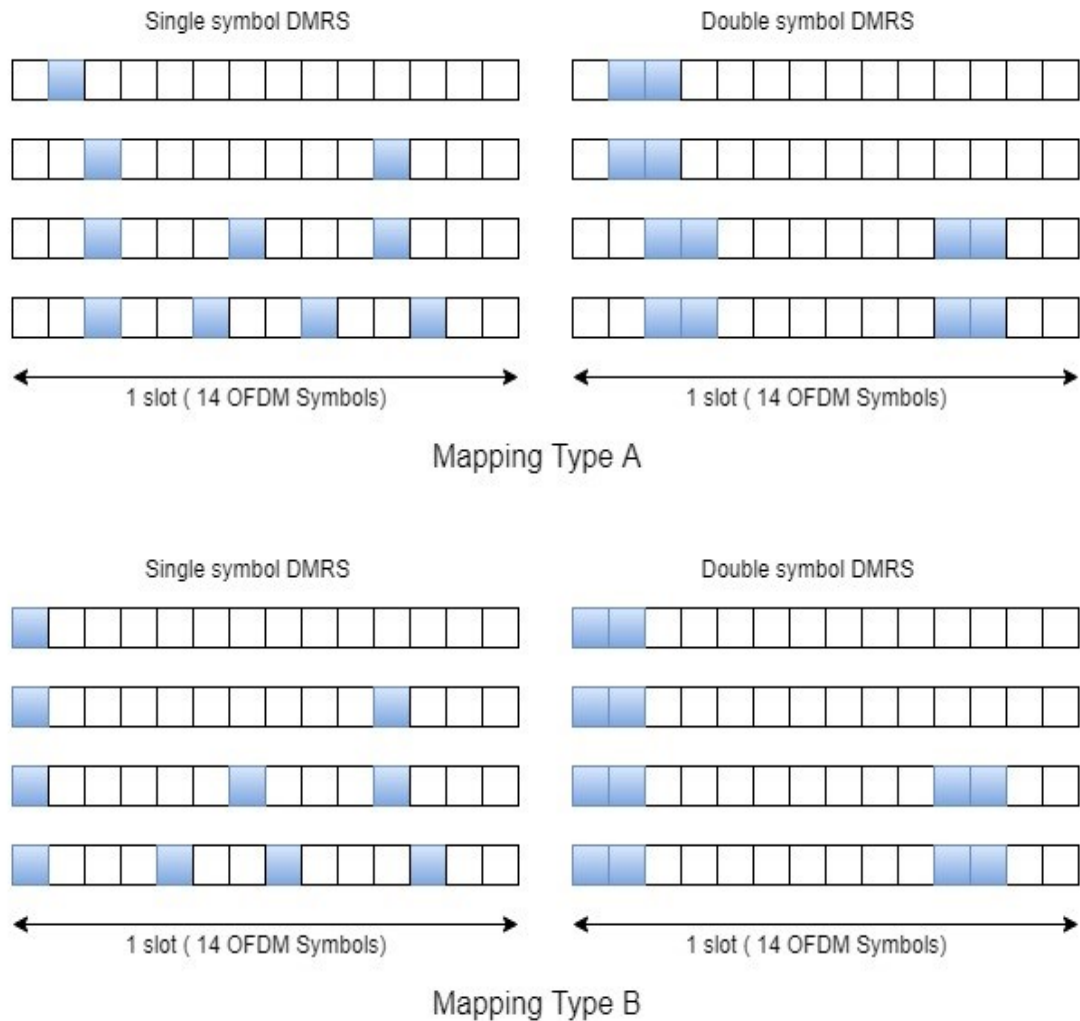 Single symbol DMRS
Double symbol DMRS
1 slot ( 14 OFDM Symbols)
1 slot ( 14 OFDM Symbols)
Mapping Type A
Single symbol DMRS
Double symbol DMRS
1 slot ( 14 OFDM Symbols)
1 slot ( 14 OFDM Symbols)
Mapping Type B